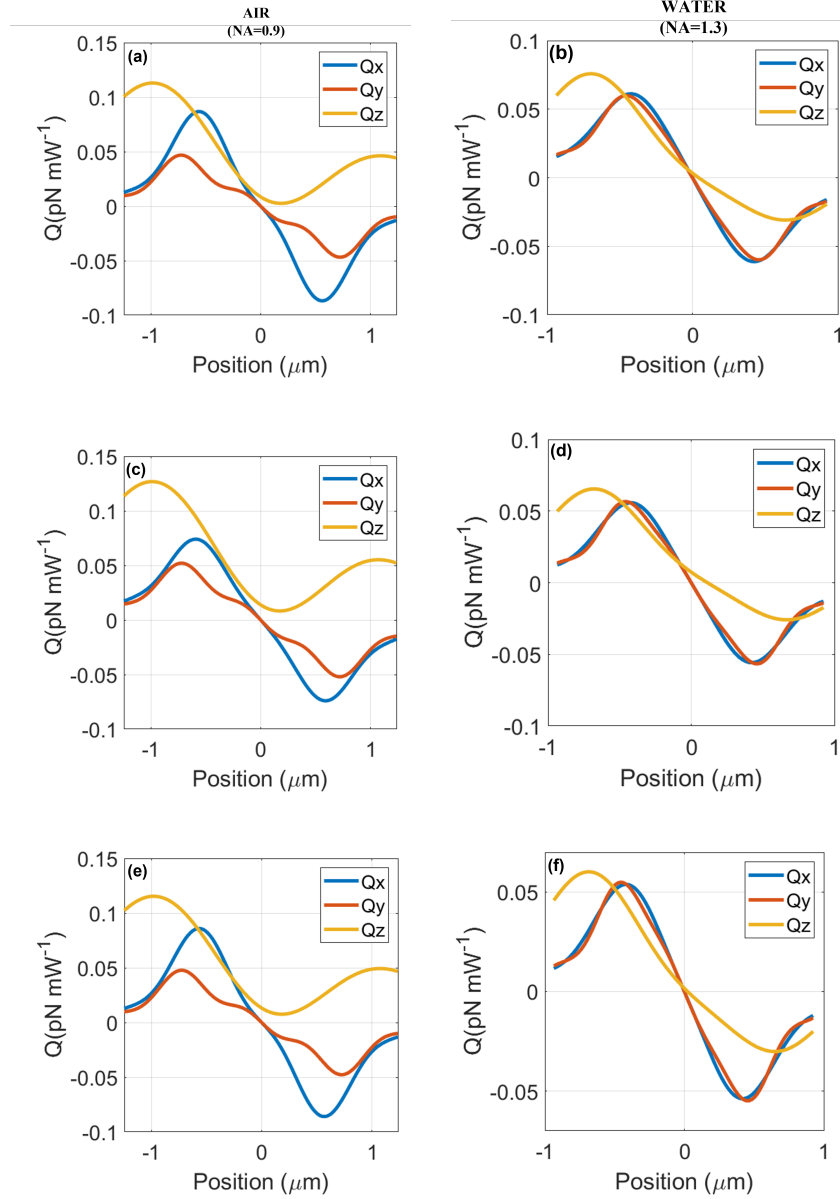 AIR
(NA=0.9)
WATER
(NA=1.3)
(a)
Qx
Qy
Qz
0.15
0.1
0.05
0
-0.05
-0.1
Q(pN mW⁻¹)
-1 0 1
Position (μm)
(b)
Qx
Qy
Qz
0.1
0.05
0
-0.05
-0.1
Q(pN mW⁻¹)
-1 0 1
Position (μm)
(c)
Qx
Qy
Qz
0.15
0.1
0.05
0
-0.05
-0.1
Q(pN mW⁻¹)
-1 0 1
Position (μm)
(d)
Qx
Qy
Qz
0.1
0.05
0
-0.05
-0.1
Q(pN mW⁻¹)
-1 0 1
Position (μm)
(e)
Qx
Qy
Qz
0.15
0.1
0.05
0
-0.05
-0.1
Q(pN mW⁻¹)
-1 0 1
Position (μm)
(f)
Qx
Qy
Qz
0.05
0
-0.05
Q(pN mW⁻¹)
-1 0 1
Position (μm)